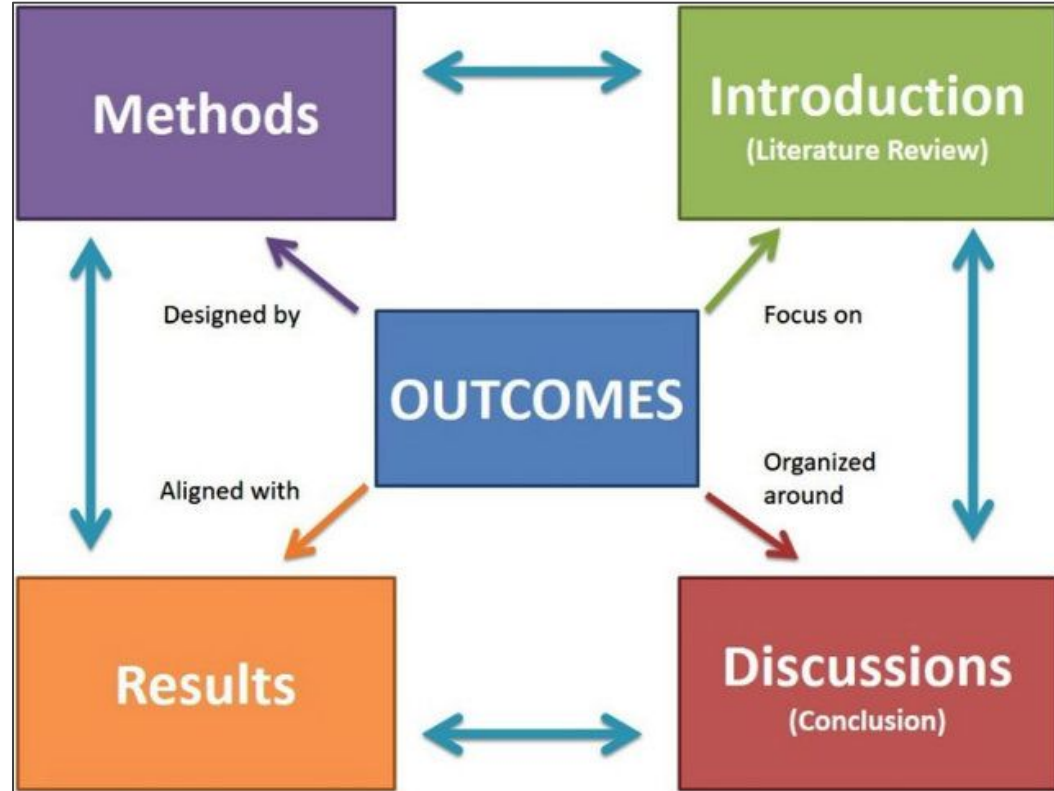 Methods
Introduction
(Literature Review)
Designed by
Focus on
OUTCOMES
Aligned with
Organized
around
Results
Discussions
(Conclusion)